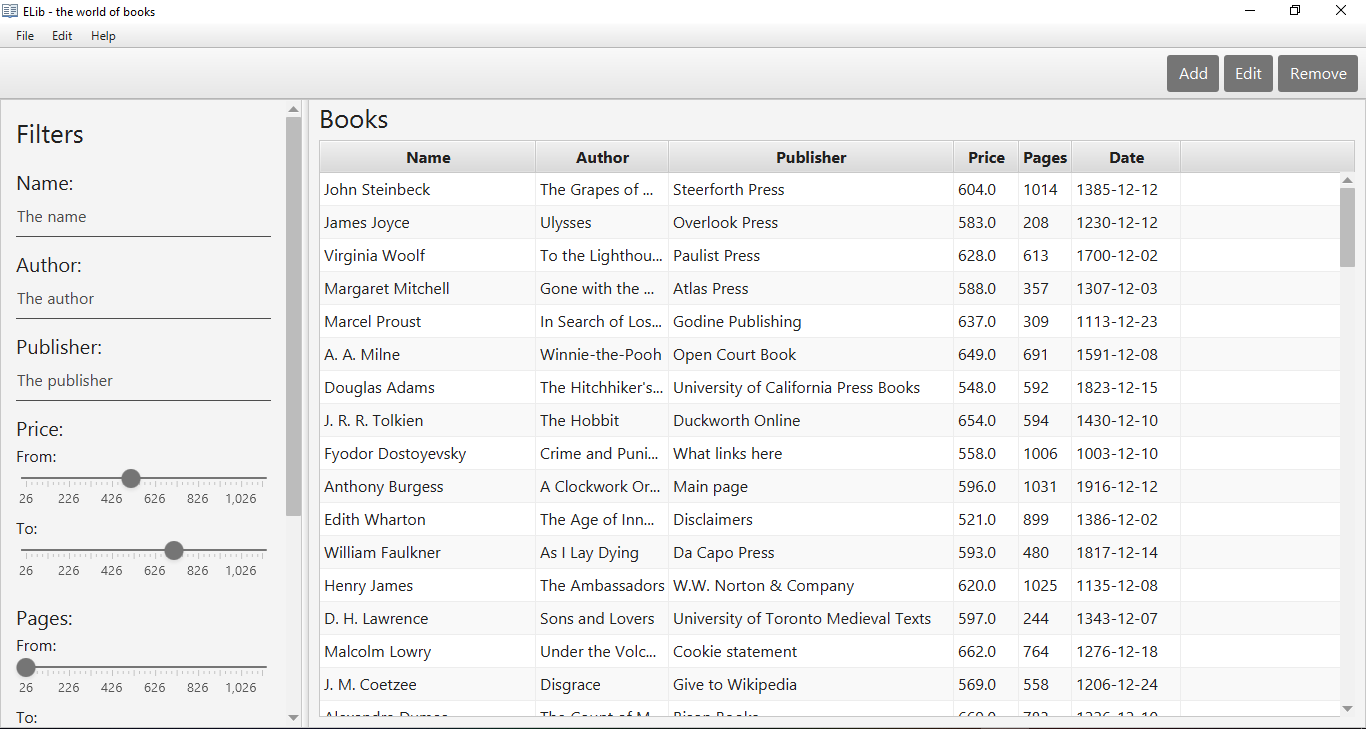 ELib - the world of books
File Edit Help
Add Edit Remove
Filters
Name:
The name
Author:
The author
Publisher:
The publisher
Price:
From:
26 226 426 626 826 1,026
To:
26 226 426 626 826 1,026
Pages:
From:
26 226 426 626 826 1,026
To:
Books
Name Author Publisher Price Pages Date
John Steinbeck The Grapes of ... Steerforth Press 604.0 1014 1385-12-12
James Joyce Ulysses Overlook Press 583.0 208 1230-12-12
Virginia Woolf To the Lighthou... Paulist Press 628.0 613 1700-12-02
Margaret Mitchell Gone with the ... Atlas Press 588.0 357 1307-12-03
Marcel Proust In Search of Los... Godine Publishing 637.0 309 1113-12-23
A. A. Milne Winnie-the-Pooh Open Court Book 649.0 691 1591-12-08
Douglas Adams The Hitchhiker's... University of California Press Books 548.0 592 1823-12-15
J. R. R. Tolkien The Hobbit Duckworth Online 654.0 594 1430-12-10
Fyodor Dostoyevsky Crime and Puni... What links here 558.0 1006 1003-12-10
Anthony Burgess A Clockwork Or... Main page 596.0 1031 1916-12-12
Edith Wharton The Age of Inn... Disclaimers 521.0 899 1386-12-02
William Faulkner As I Lay Dying Da Capo Press 593.0 480 1817-12-14
Henry James The Ambassadors W.W. Norton & Company 620.0 1025 1135-12-08
D. H. Lawrence Sons and Lovers University of Toronto Medieval Texts 597.0 244 1343-12-07
Malcolm Lowry Under the Volc... Cookie statement 662.0 764 1276-12-18
J. M. Coetzee Disgrace Give to Wikipedia 569.0 558 1206-12-24